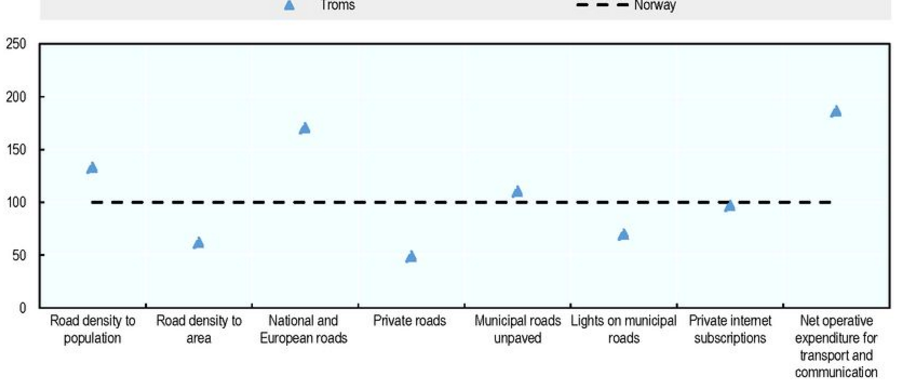 Troms Norway
250
200
150
100
50
0
Road density to population
Road density to area
National and European roads
Private roads
Municipal roads unpaved
Lights on municipal roads
Private internet subscriptions
Net operative expenditure for transport and communication